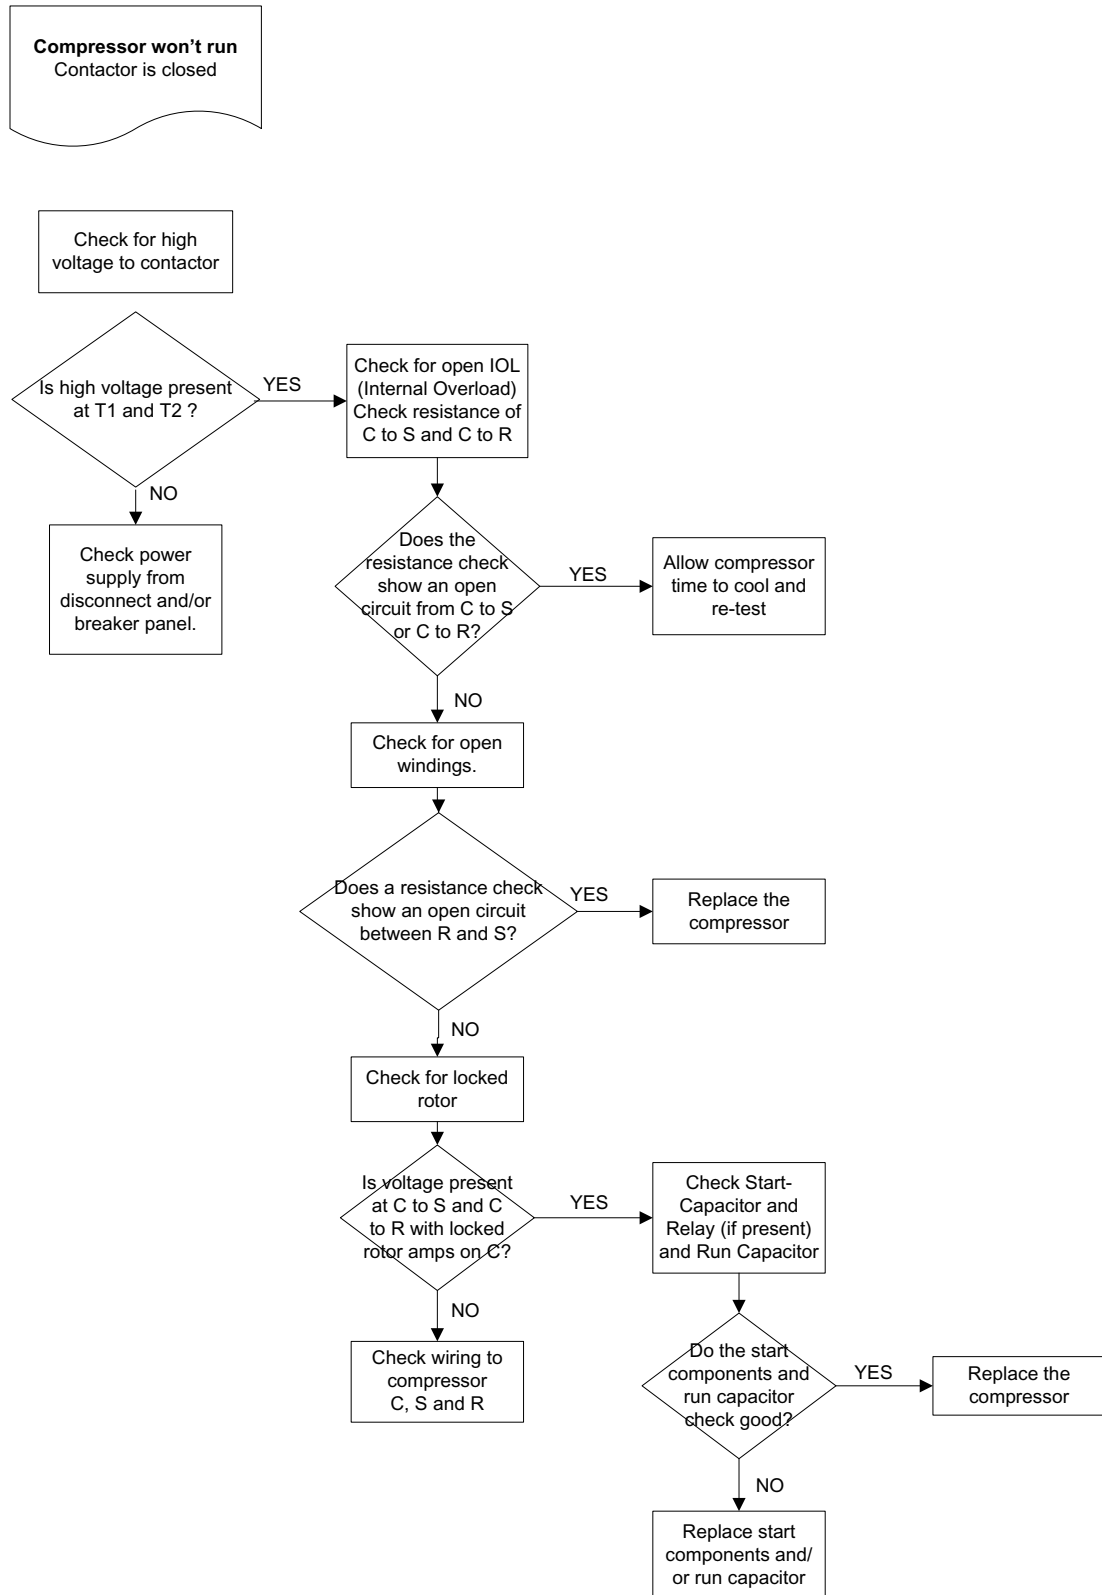 Compressor won't run
Contactor is closed
Check for high
voltage to contactor
Is high voltage present
at T1 and T2 ?
YES
NO
Check power
supply from
disconnect and/or
breaker panel.
Check for open IOL
(Internal Overload)
Check resistance of
C to S and C to R
Does the
resistance check
show an open
circuit from C to S
or C to R?
YES
Allow compressor
time to cool and
re-test
NO
Check for open
windings.
Does a resistance check
show an open circuit
between R and S?
YES
Replace the
compressor
NO
Check for locked
rotor
Is voltage present
at C to S and C
to R with locked
rotor amps on C?
YES
NO
Check wiring to
compressor
C, S and R
Check Start-
Capacitor and
Relay (if present)
and Run Capacitor
Do the start
components and
run capacitor
check good?
YES
Replace the
compressor
NO
Replace start
components and/
or run capacitor